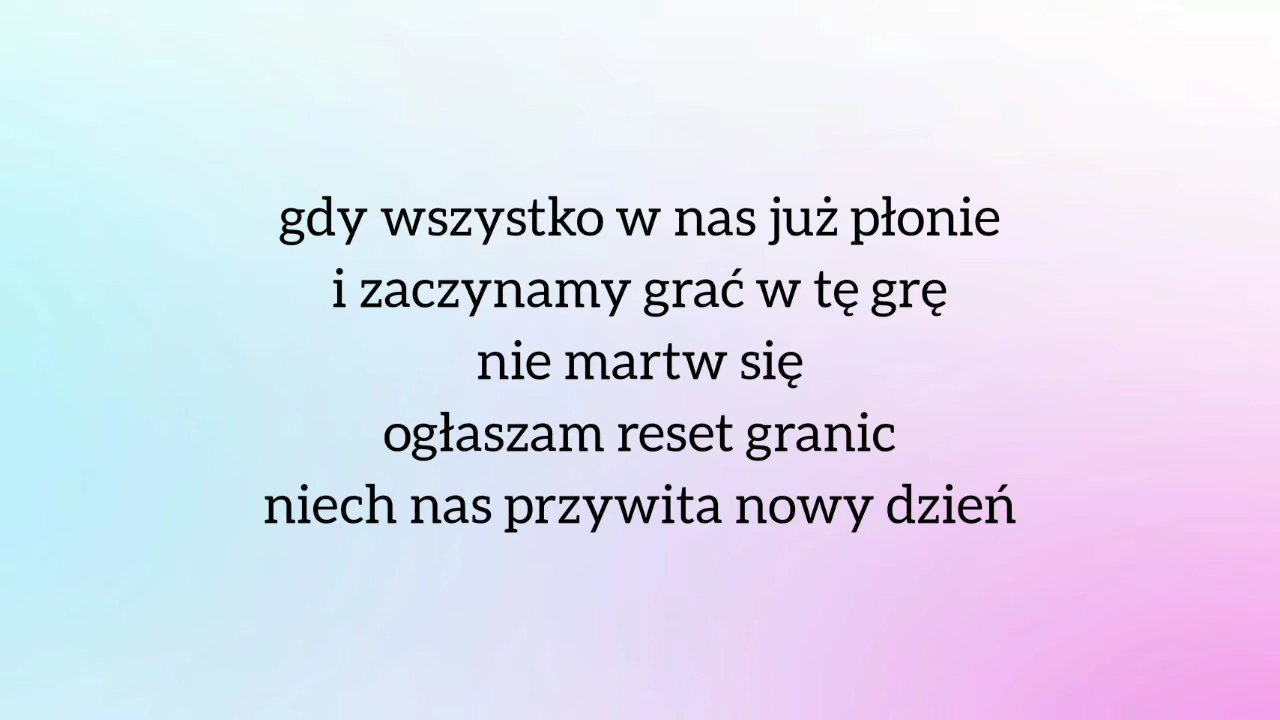 gdy wszystko w nas już płonie
i zaczynamy grać w tę grę
nie martw się
ogłaszam reset granic
niech nas przywita nowy dzień